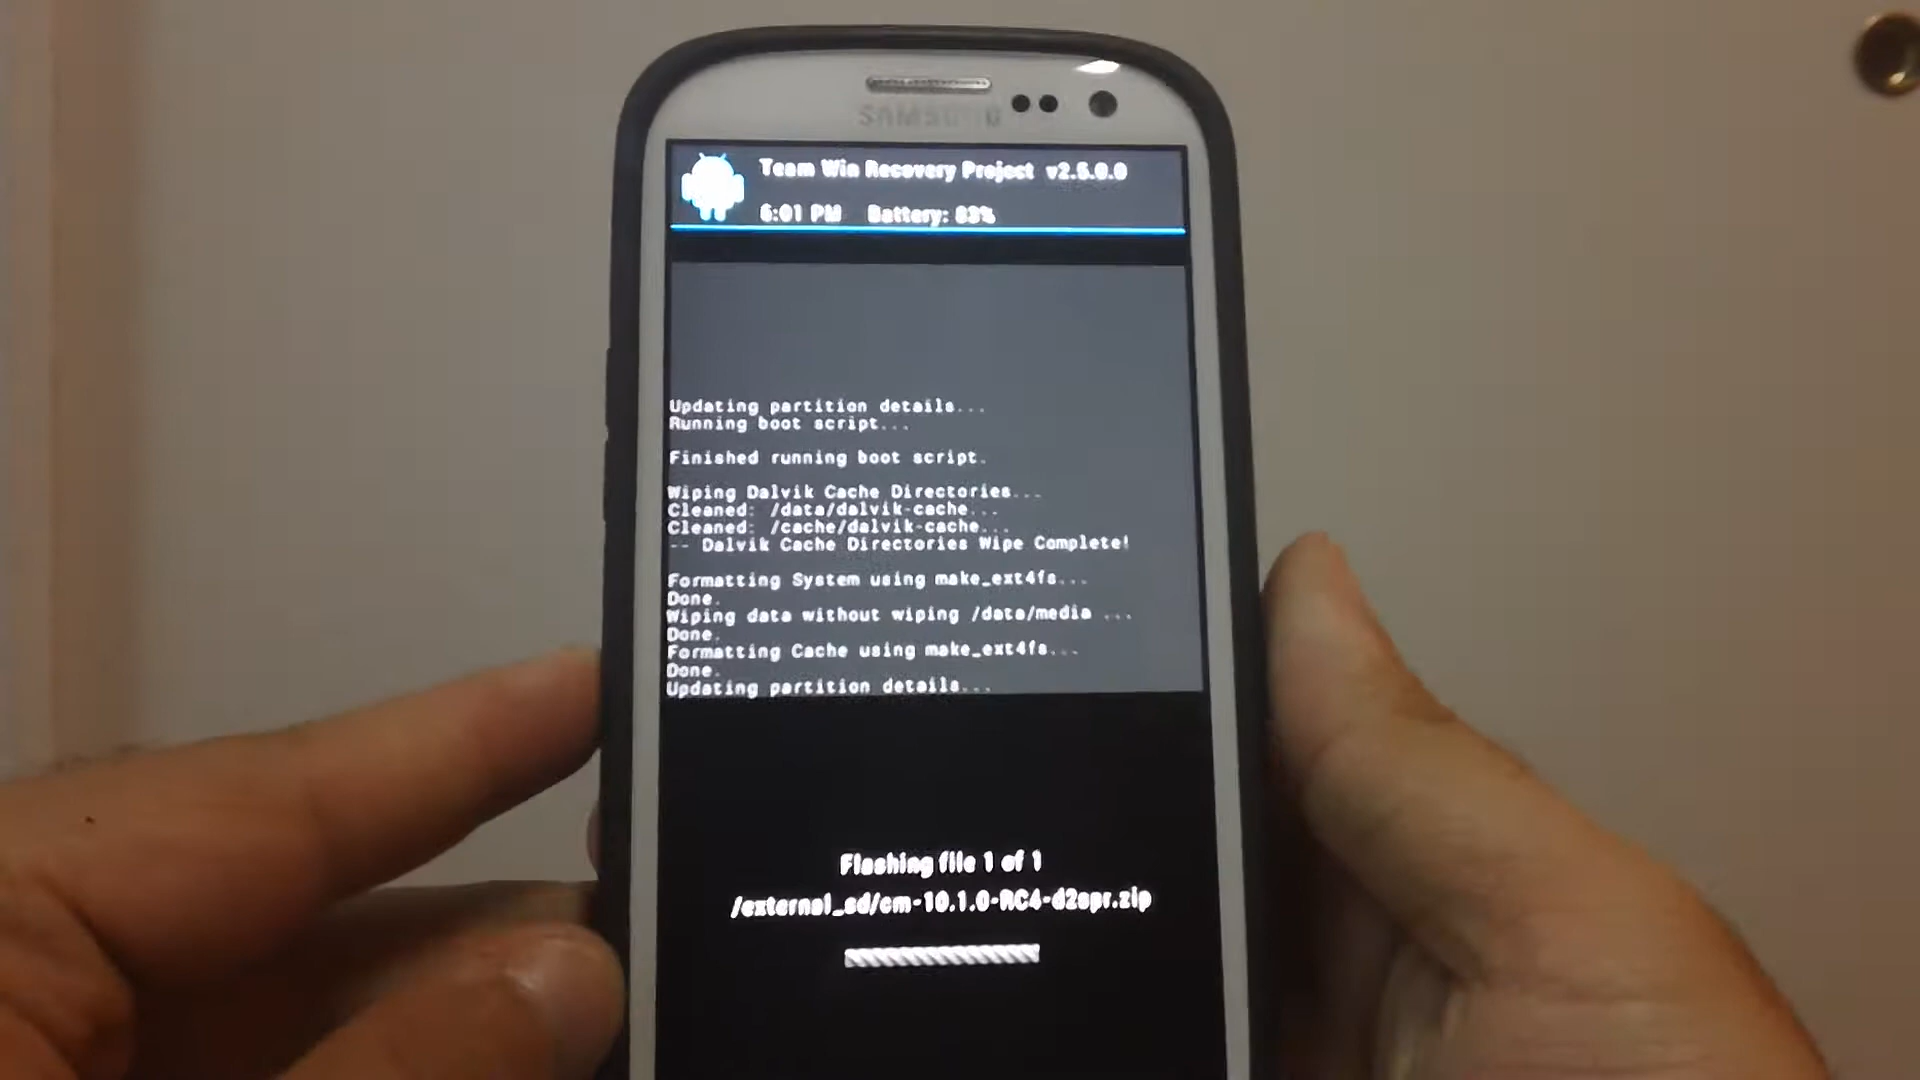 SAMSUNG
Team Win Recovery Project v2.5.0.0
6:01 PM Battery: 83%
Updating partition details...
Running boot script...
Finished running boot script.
Wiping Dalvik Cache Directories...
Cleaned: /data/dalvik-cache...
Cleaned: /cache/dalvik-cache...
-- Dalvik Cache Directories Wipe Complete!
Formatting System using make_ext4fs...
Done.
Wiping data without wiping /data/media ...
Done.
Formatting Cache using make_ext4fs...
Done.
Updating partition details...
Flashing file 1 of 1
/external_sd/cm-10.1.0-RC4-d2spr.zip